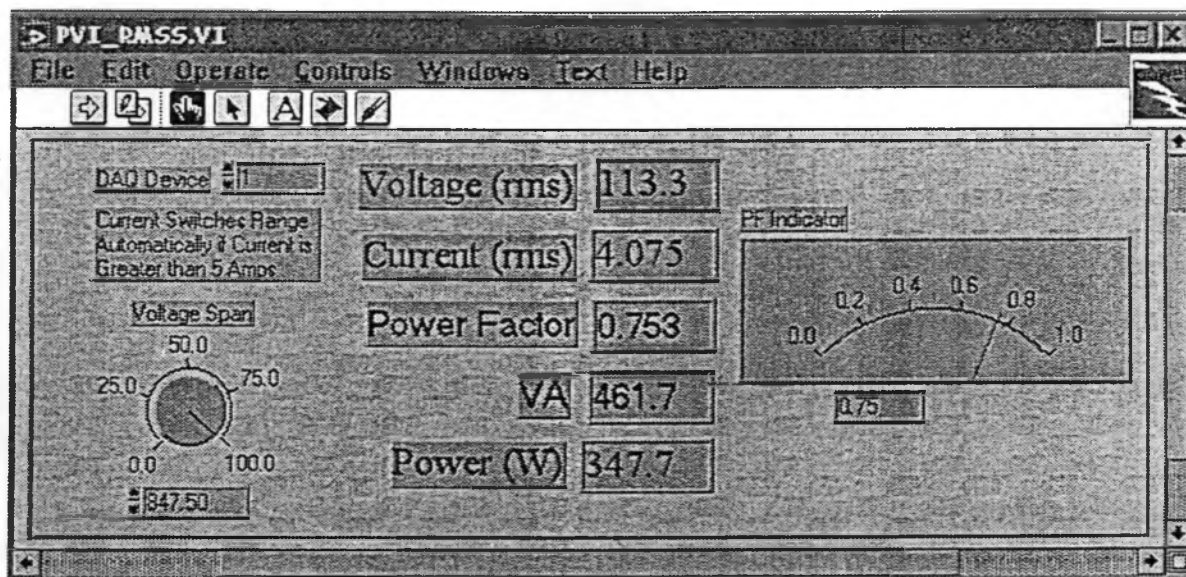 PVI_RMSS.VI
File Edit Operate Controls Windows Text Help
A
DAQ Device 1
Current Switches Range
Automatically if Current is
Greater than 5 Amps
Voltage Span
50.0
25.0 75.0
0.0 100.0
847.50
Voltage (rms) 113.3
Current (rms) 4.075
Power Factor 0.753
VA 461.7
Power (W) 347.7
PF Indicator
0.0 0.2 0.4 0.6 0.8 1.0
0.75